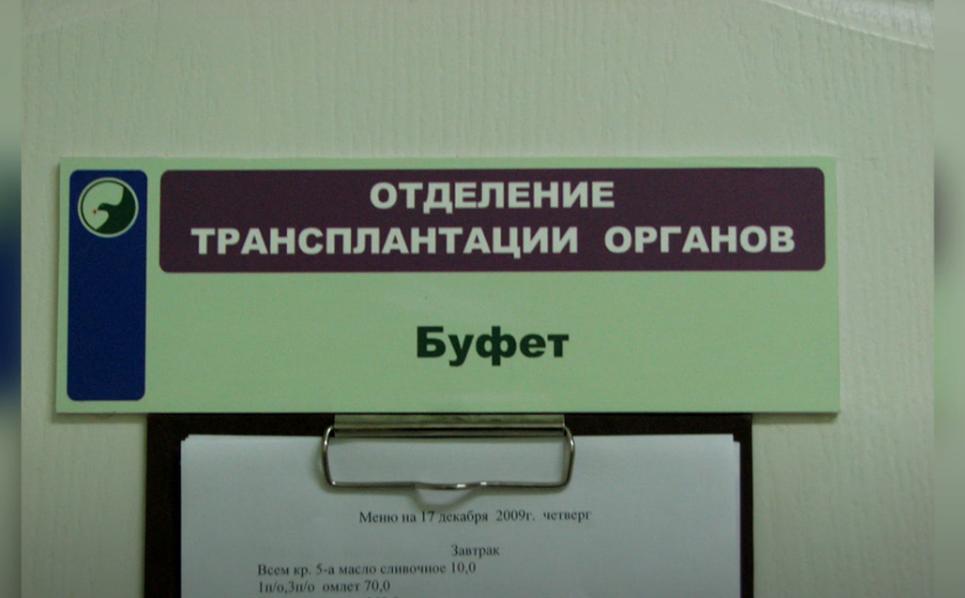 ОТДЕЛЕНИЕ
ТРАНСПЛАНТАЦИИ ОРГАНОВ
Буфет
Меню на 17 декабря 2009г. четверг
Завтрак
Всем кр. 5-а масло сливочное 10,0
1п/о,3п/о омлет 70,0